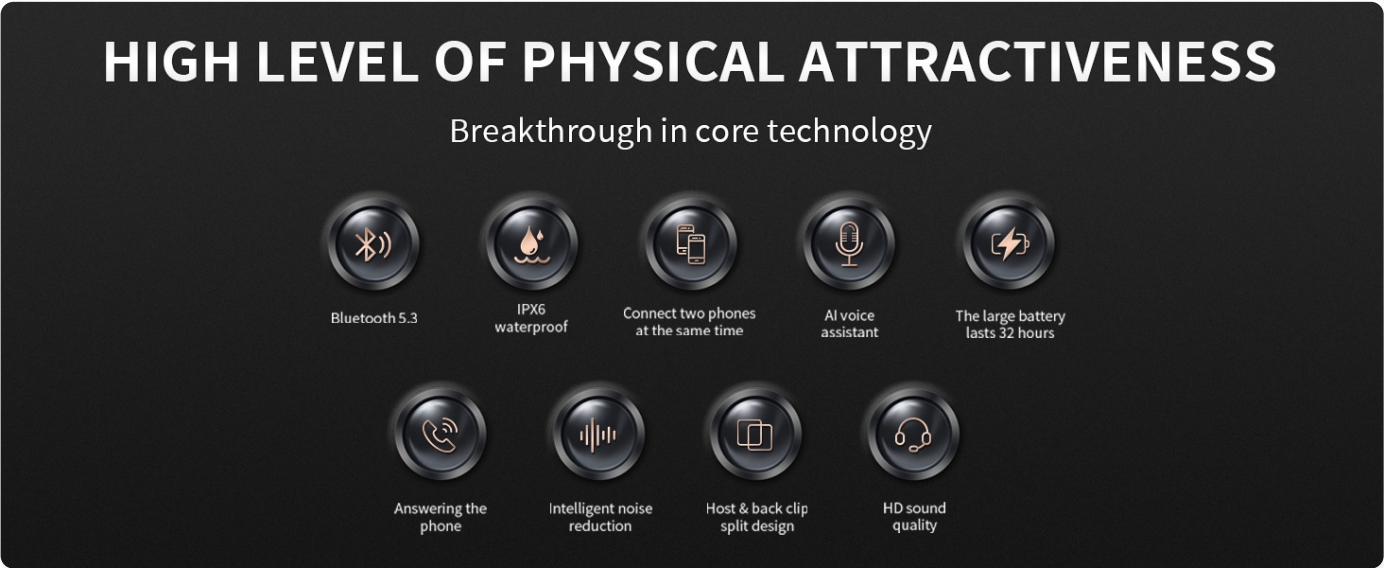 HIGH LEVEL OF PHYSICAL ATTRACTIVENESS
Breakthrough in core technology
Bluetooth 5.3
IPX6
waterproof
Connect two phones
at the same time
AI voice
assistant
The large battery
lasts 32 hours
Answering the
phone
Intelligent noise
reduction
Host & back clip
split design
HD sound
quality